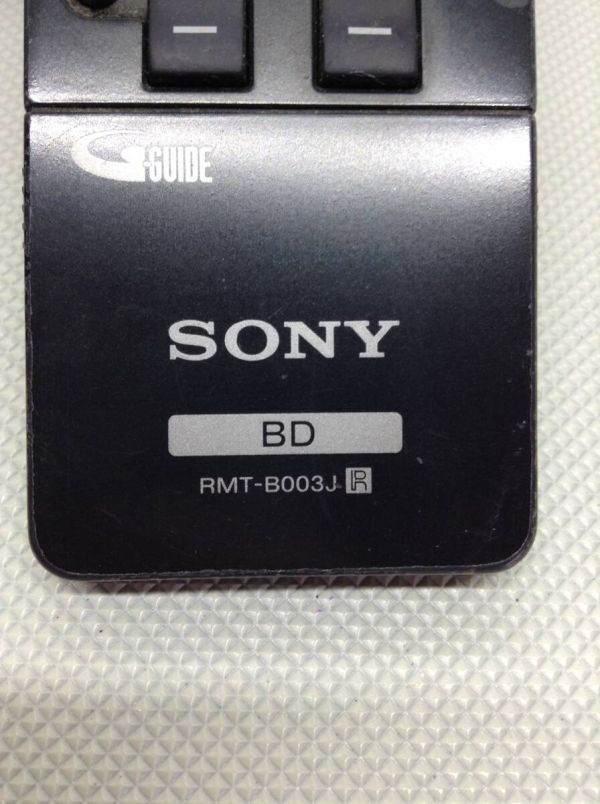 —
—
G-GUIDE
SONY
BD
RMT-B003J R